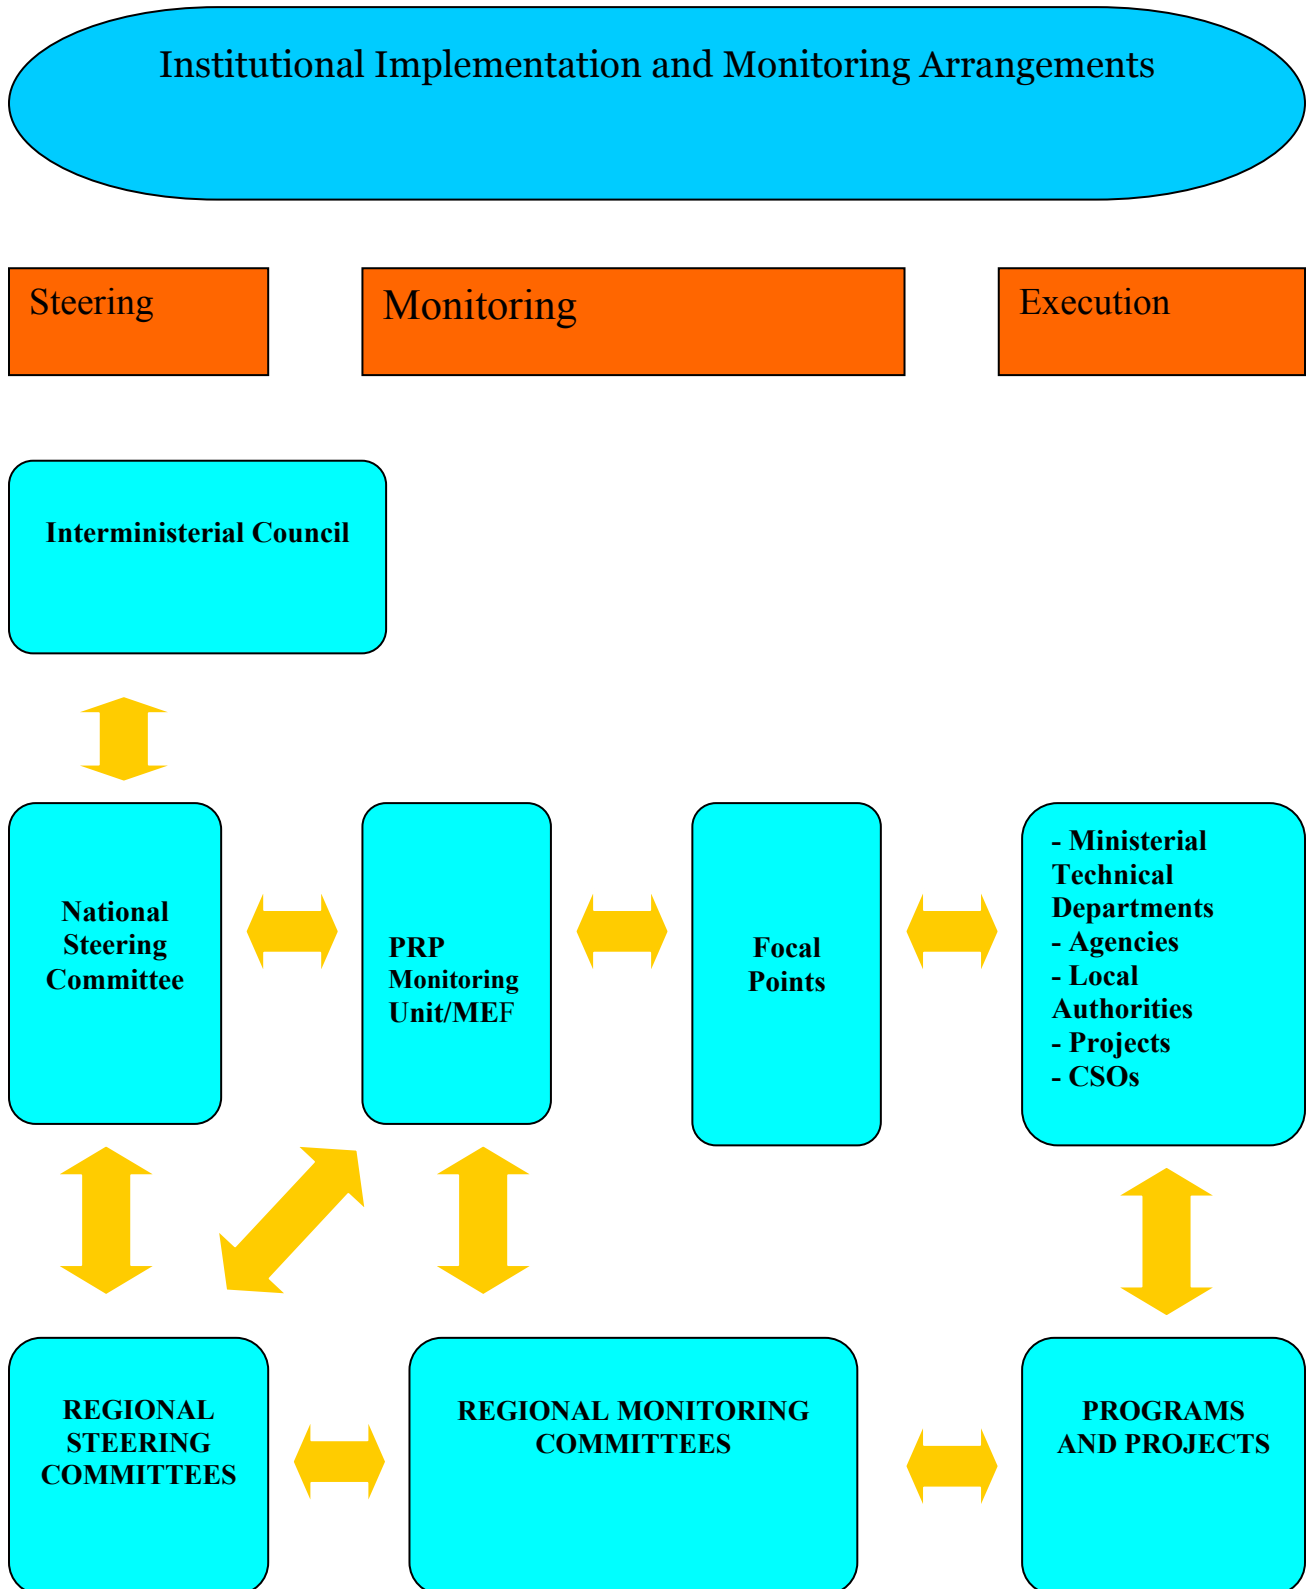 Institutional Implementation and Monitoring Arrangements
Steering
Monitoring
Execution
Interministerial Council
National
Steering
Committee
PRP
Monitoring
Unit/MEF
Focal
Points
- Ministerial
Technical
Departments
- Agencies
- Local
Authorities
- Projects
- CSOs
REGIONAL
STEERING
COMMITTEES
REGIONAL MONITORING
COMMITTEES
PROGRAMS
AND PROJECTS